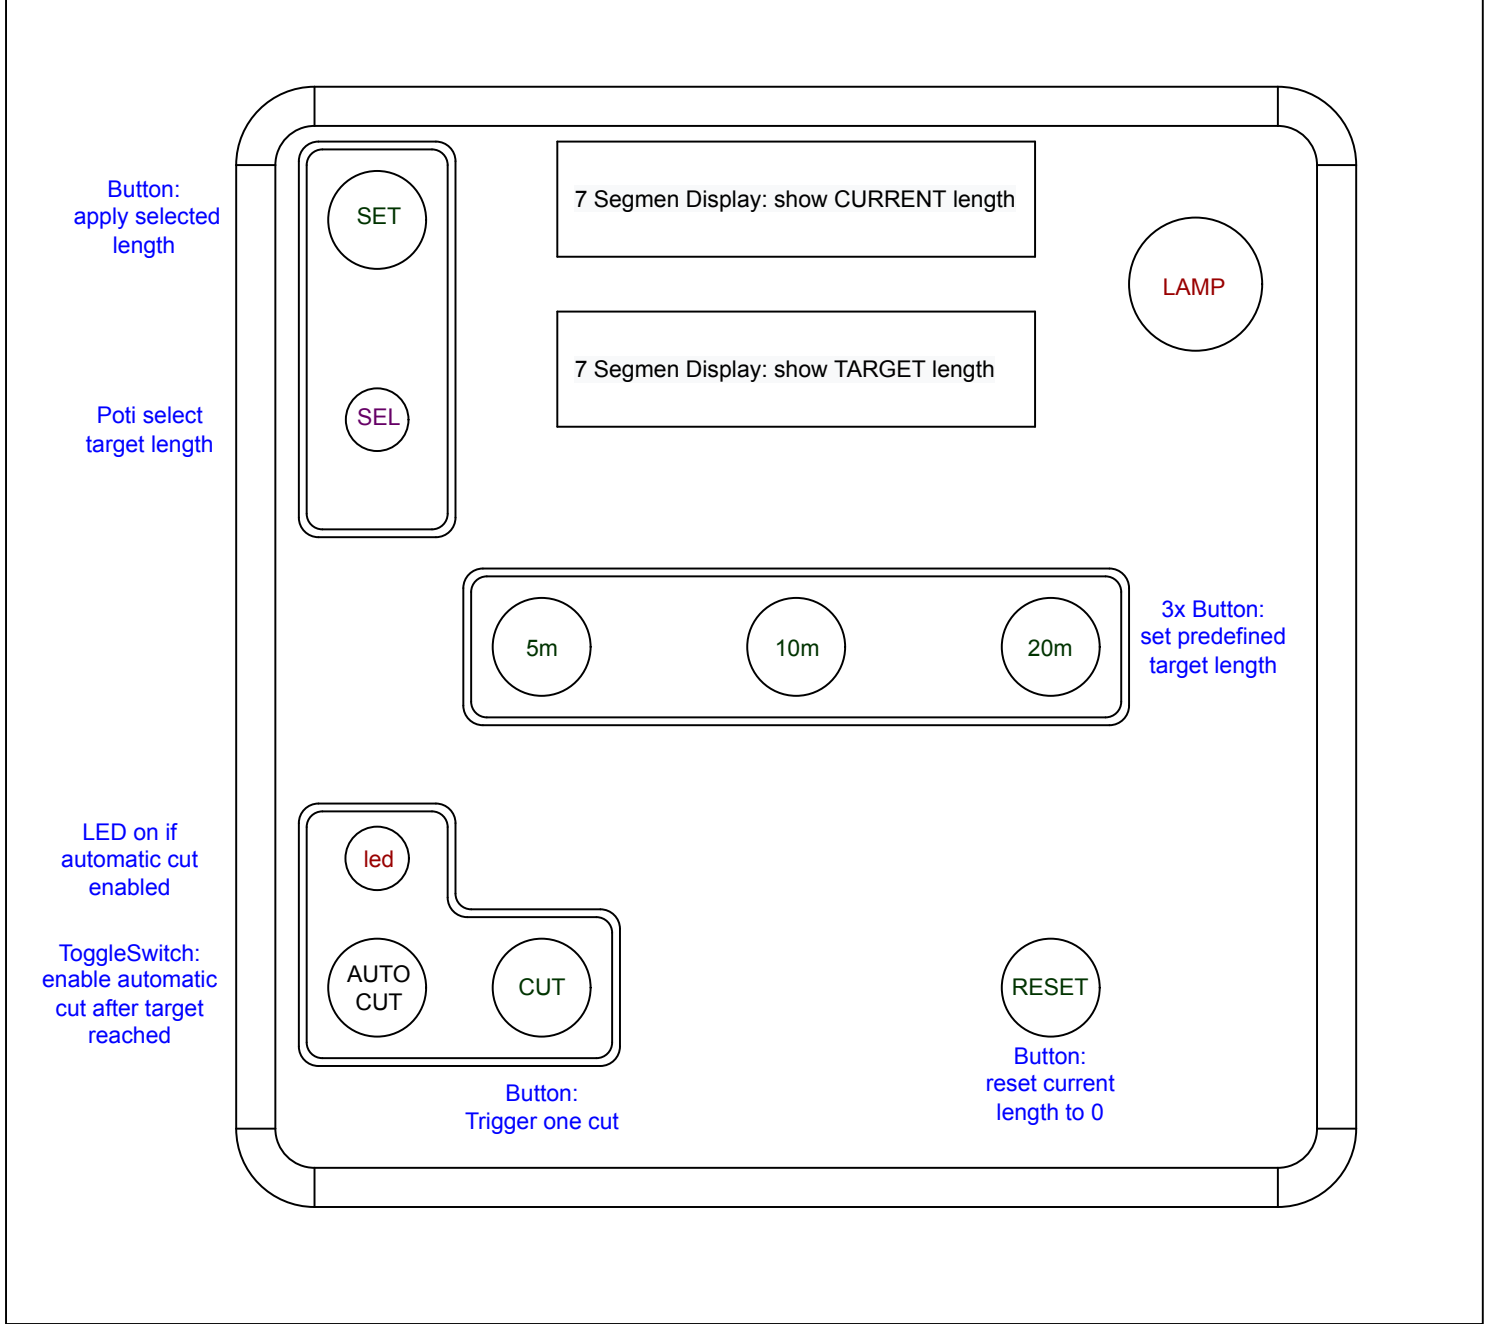 Button:
apply selected
length
SET
7 Segmen Display: show CURRENT length
LAMP
7 Segmen Display: show TARGET length
Poti select
target length
SEL
5m
10m
20m
3x Button:
set predefined
target length
LED on if
automatic cut
enabled
led
ToggleSwitch:
enable automatic
cut after target
reached
AUTO
CUT
CUT
RESET
Button:
Trigger one cut
Button:
reset current
length to 0